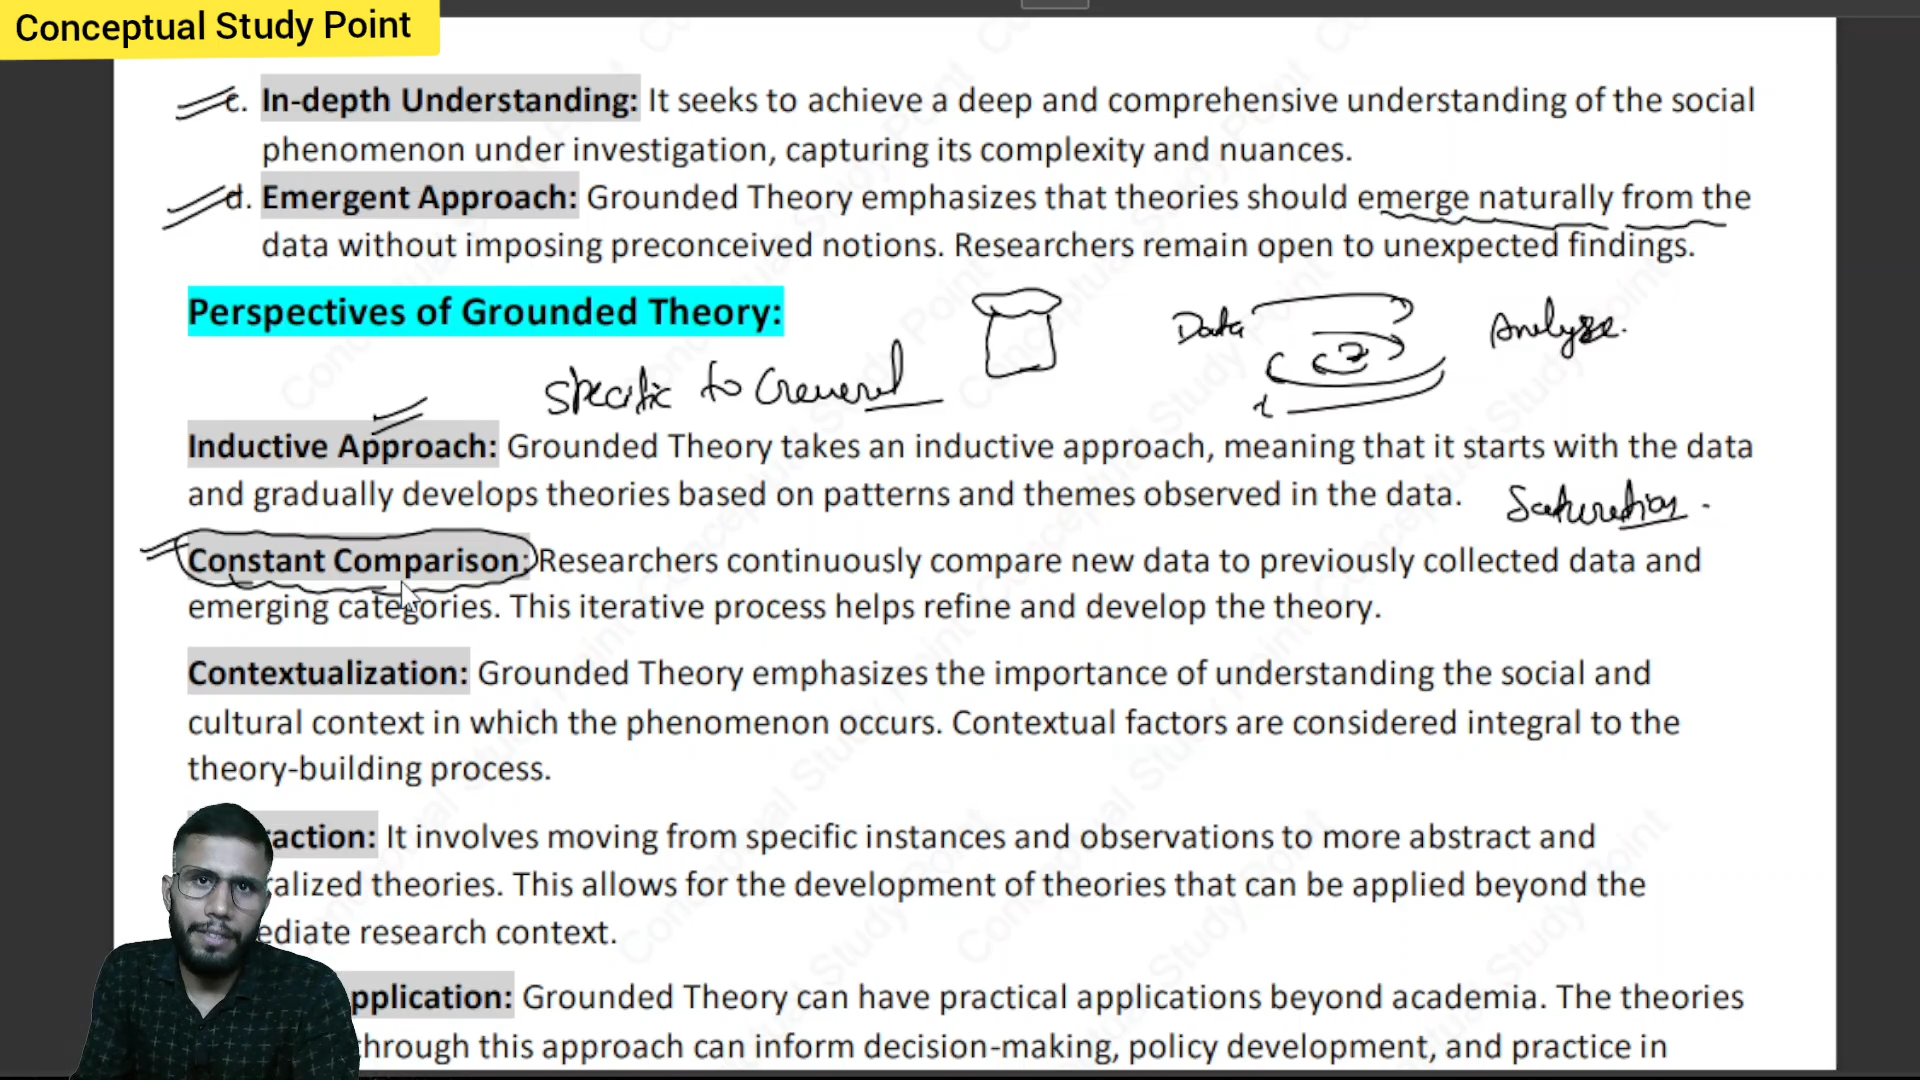 Conceptual Study Point
c. In-depth Understanding: It seeks to achieve a deep and comprehensive understanding of the social
phenomenon under investigation, capturing its complexity and nuances.
d. Emergent Approach: Grounded Theory emphasizes that theories should emerge naturally from the
data without imposing preconceived notions. Researchers remain open to unexpected findings.
Perspectives of Grounded Theory:
Data
Specific to General
Inductive Approach: Grounded Theory takes an inductive approach, meaning that it starts with the data
and gradually develops theories based on patterns and themes observed in the data.
Saturation
Constant Comparison: Researchers continuously compare new data to previously collected data and
emerging categories. This iterative process helps refine and develop the theory.
Contextualization: Grounded Theory emphasizes the importance of understanding the social and
cultural context in which the phenomenon occurs. Contextual factors are considered integral to the
theory-building process.
action: It involves moving from specific instances and observations to more abstract and
alized theories. This allows for the development of theories that can be applied beyond the
ediate research context.
pplication: Grounded Theory can have practical applications beyond academia. The theories
hrough this approach can inform decision-making, policy development, and practice in